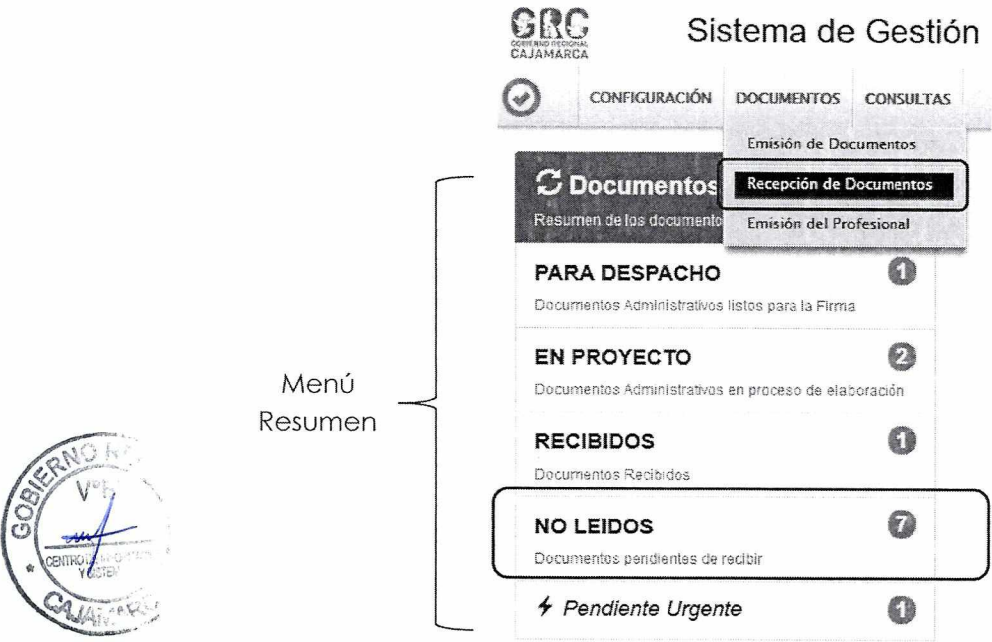 GRC
GOBIERNO REGIONAL
CAJAMARCA
Sistema de Gestión
CONFIGURACIÓN
DOCUMENTOS
CONSULTAS
Emisión de Documentos
Recepción de Documentos
Emisión del Profesional
Documentos
Resumen de los documento
PARA DESPACHO 1
Documentos Administrativos listos para la Firma
EN PROYECTO 2
Documentos Administrativos en proceso de elaboración
RECIBIDOS 1
Documentos Recibidos
NO LEIDOS 7
Documentos pendientes de recibir
Pendiente Urgente 1
Menú
Resumen
GOBIERNO
V°B
CENTRO
Y SISTE
CAJAMARC